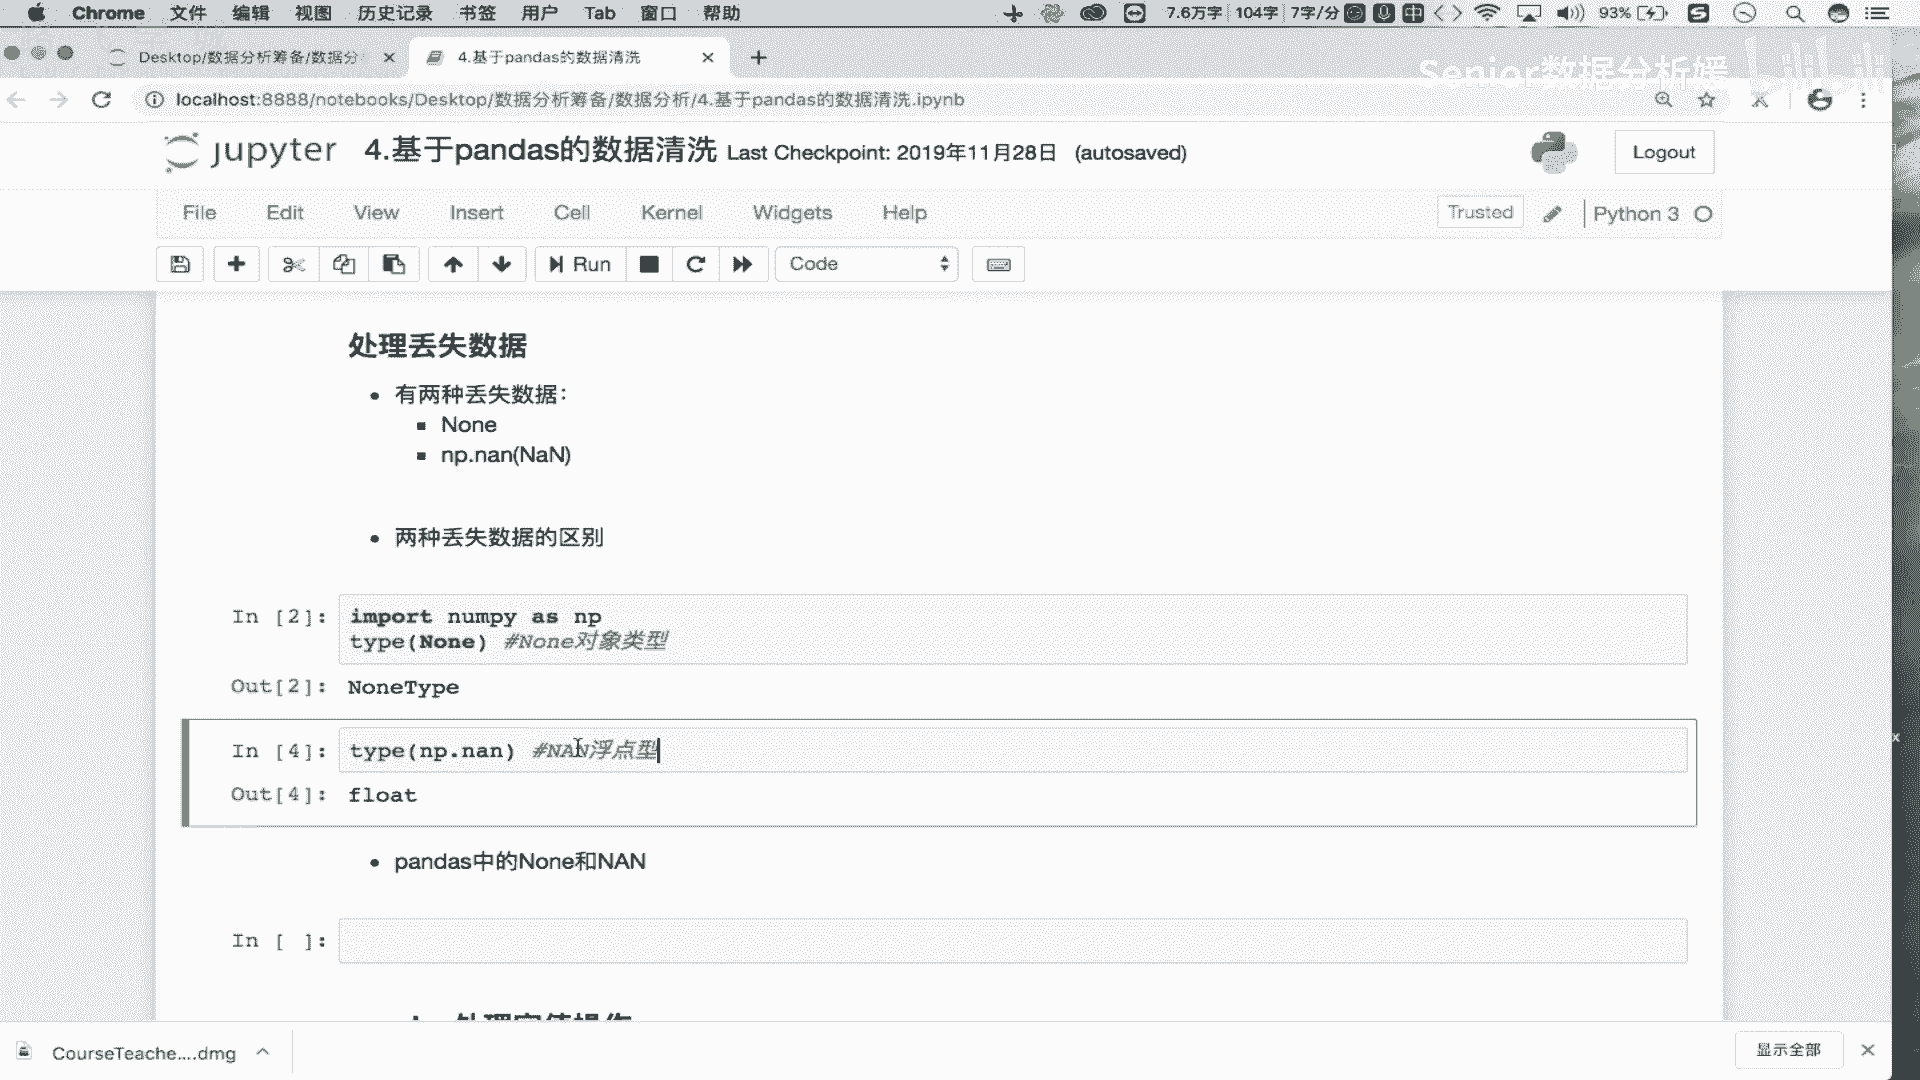 Chrome 文件 编辑 视图 历史记录 书签 用户 Tab 窗口 帮助 7.6万字 104字 7字/分 中 93%
Desktop/数据分析筹备/数据分 4.基于pandas的数据清洗
Senior数据分析媛 bilibili
localhost:8888/notebooks/Desktop/数据分析筹备/数据分析/4.基于pandas的数据清洗.ipynb
jupyter 4.基于pandas的数据清洗 Last Checkpoint: 2019年11月28日 (autosaved) Logout
File Edit View Insert Cell Kernel Widgets Help Trusted Python 3
Run Code
处理丢失数据
有两种丢失数据：
None
np.nan(NaN)
两种丢失数据的区别
In [2]: import numpy as np
type(None) #None对象类型
Out[2]: NoneType
In [4]: type(np.nan) #NAN浮点型
Out[4]: float
pandas中的None和NAN
In [ ]:
CourseTeache....dmg 显示全部